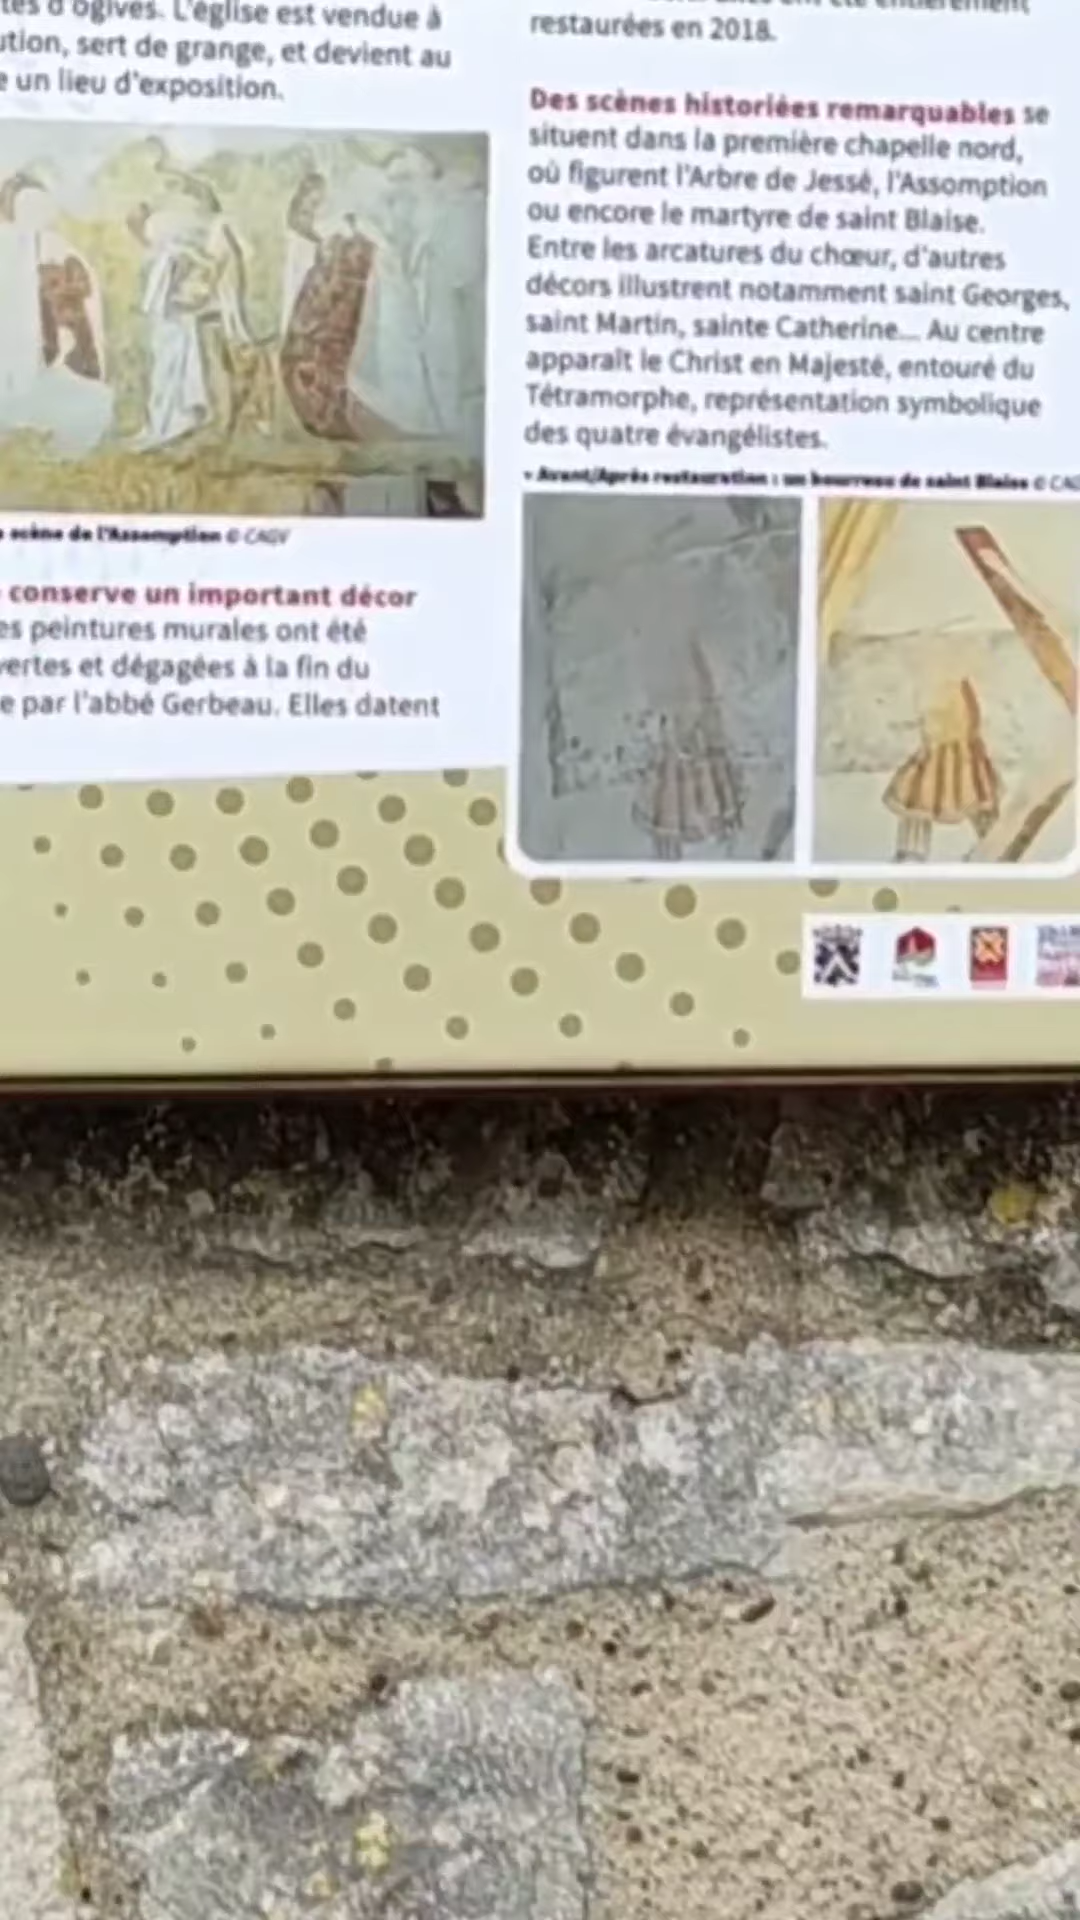 d'ogives. L'église est vendue à
sert de grange, et devient au
un lieu d'exposition.
scène de l'Assomption © CAGV
conserve un important décor
peintures murales ont été
et dégagées à la fin du
par l'abbé Gerbeau. Elles datent
entièrement
restaurées en 2018.
Des scènes historiées remarquables se
situent dans la première chapelle nord,
où figurent l'Arbre de Jessé, l'Assomption
ou encore le martyre de saint Blaise.
Entre les arcatures du chœur, d'autres
décors illustrent notamment saint Georges,
saint Martin, sainte Catherine... Au centre
apparaît le Christ en Majesté, entouré du
Tétramorphe, représentation symbolique
des quatre évangélistes.
Avant/Après restauration : un bourreau de saint Blaise ©